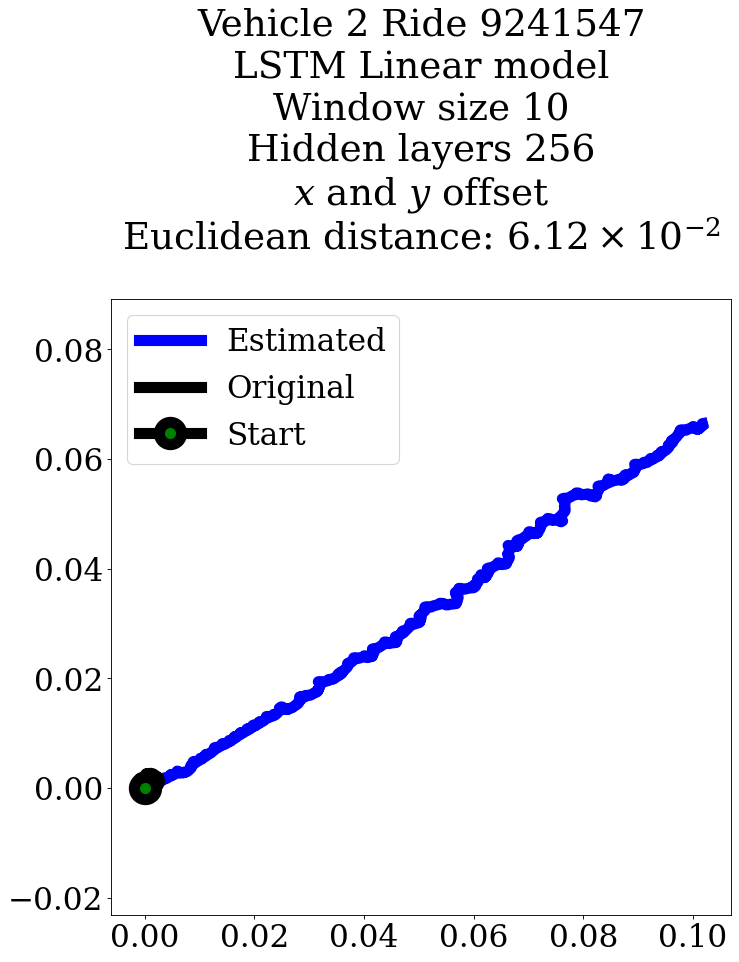 Vehicle 2 Ride 9241547
LSTM Linear model
Window size 10
Hidden layers 256
x and y offset
Euclidean distance: 6.12 × 10⁻²
Estimated
Original
Start
0.08
0.06
0.04
0.02
0.00
−0.02
0.00 0.02 0.04 0.06 0.08 0.10